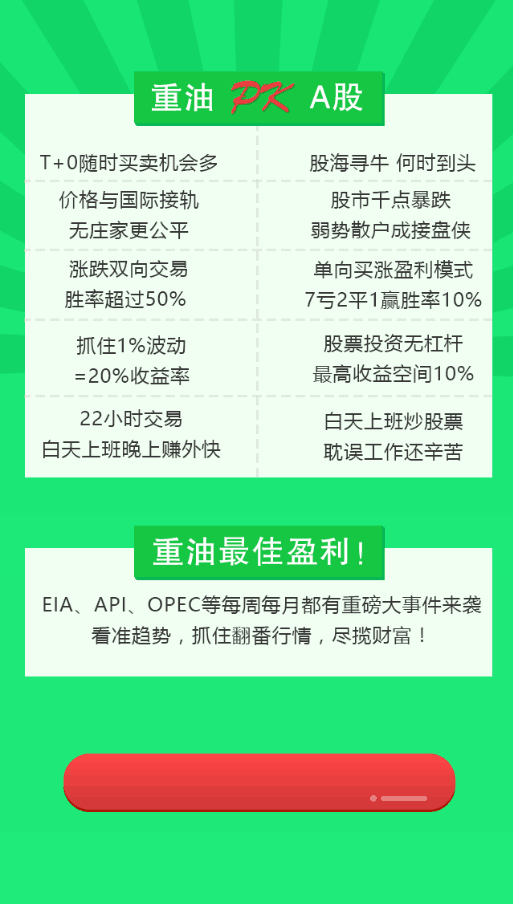 重油 PK A股
T+0随时买卖机会多
股海寻牛 何时到头
价格与国际接轨
无庄家更公平
股市千点暴跌
弱势散户成接盘侠
涨跌双向交易
胜率超过50%
单向买涨盈利模式
7亏2平1赢胜率10%
抓住1%波动
=20%收益率
股票投资无杠杆
最高收益空间10%
22小时交易
白天上班晚上赚外快
白天上班炒股票
耽误工作还辛苦
重油最佳盈利!
EIA、API、OPEC等每周每月都有重磅大事件来袭
看准趋势，抓住翻番行情，尽揽财富！